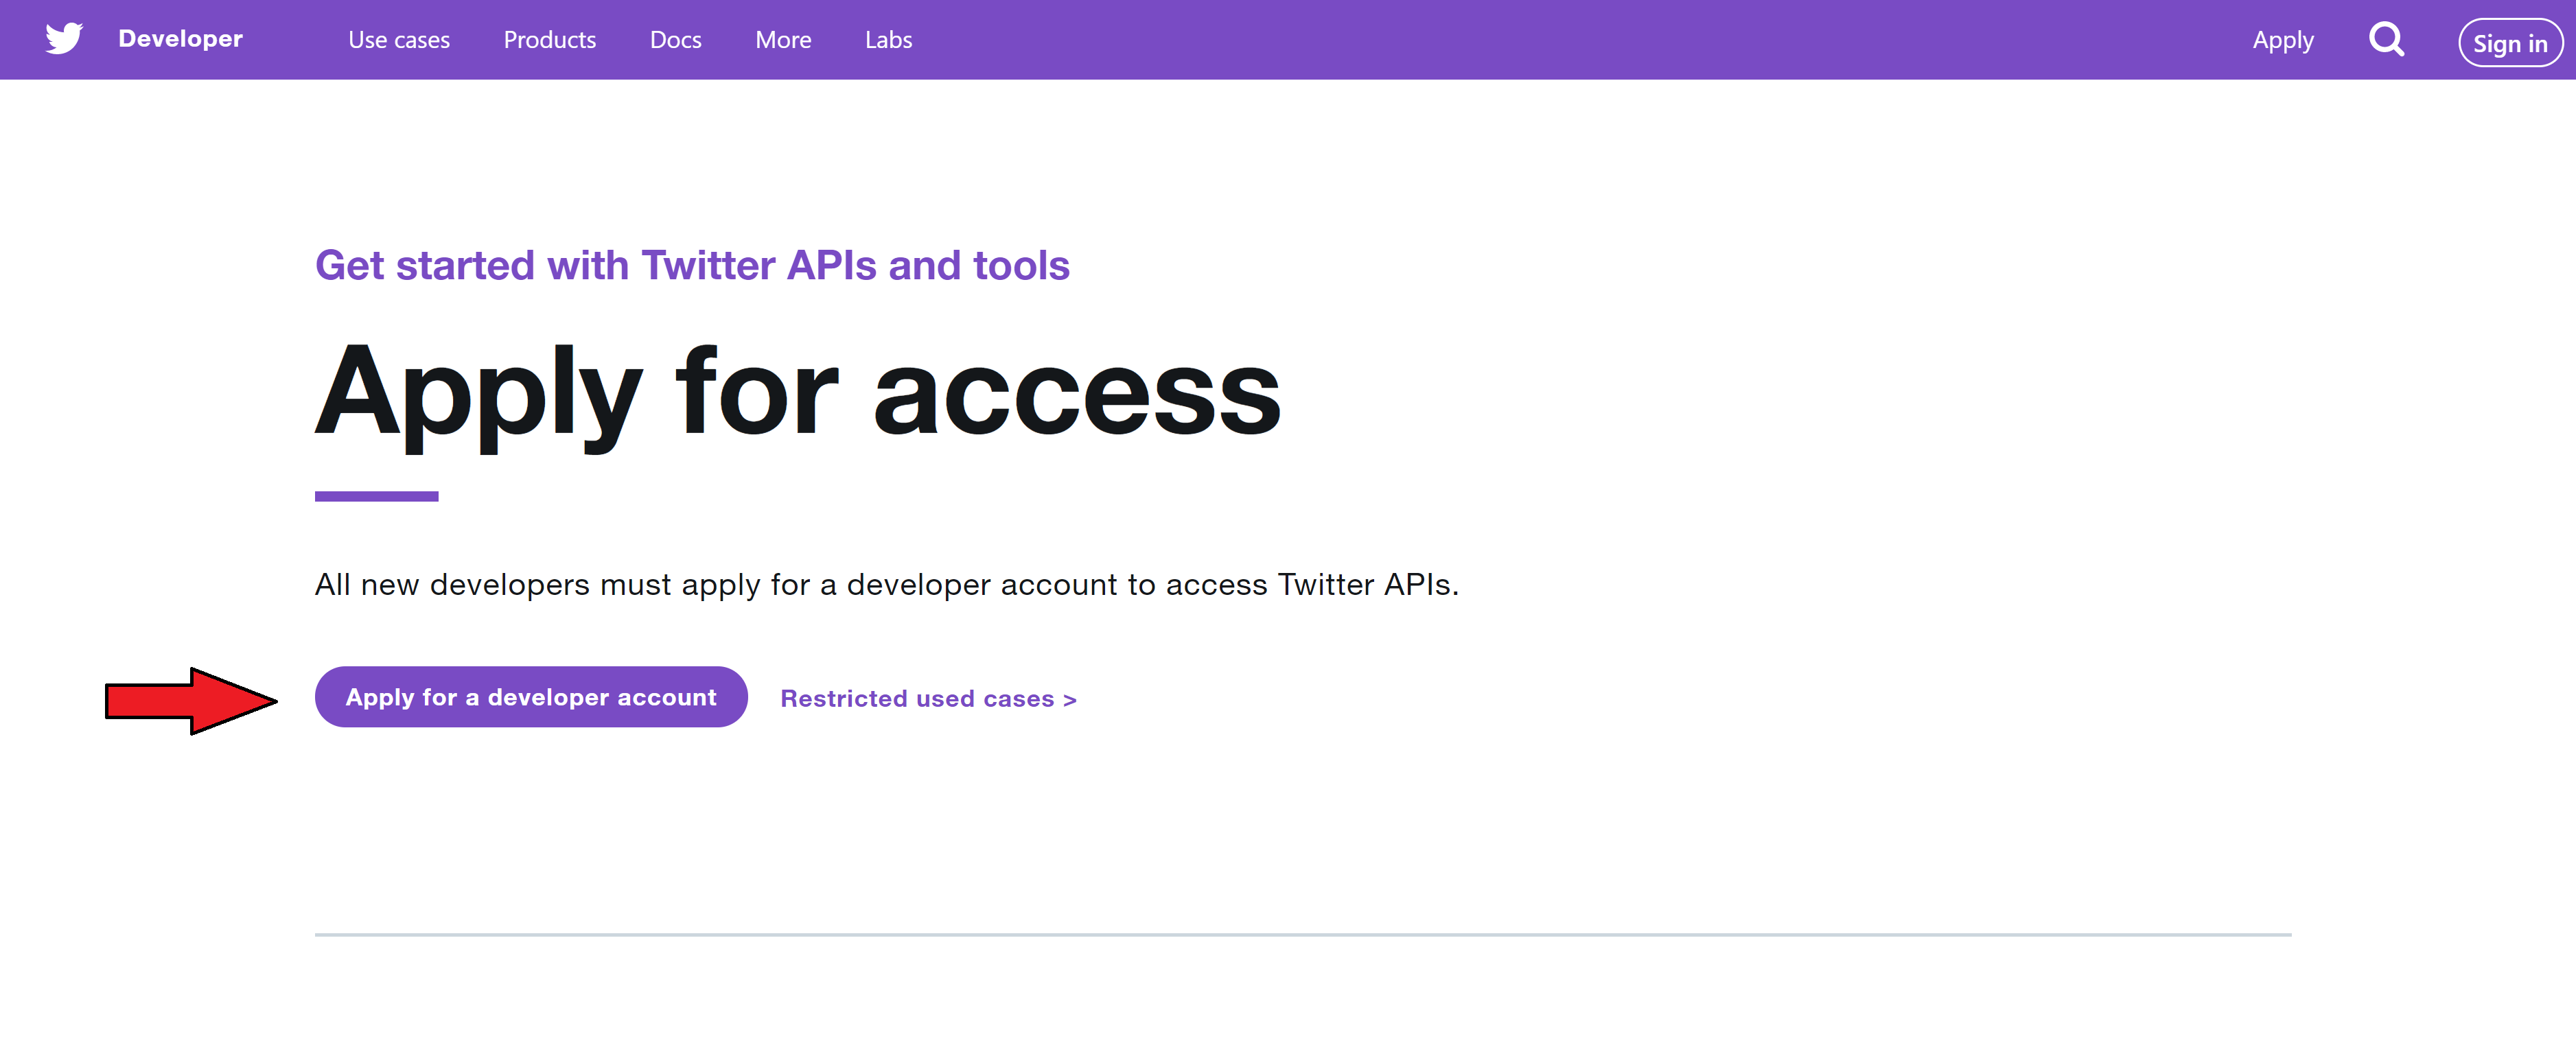 Developer
Use cases
Products
Docs
More
Labs
Apply
Sign in
Get started with Twitter APIs and tools
Apply for access
All new developers must apply for a developer account to access Twitter APIs.
Apply for a developer account
Restricted used cases >